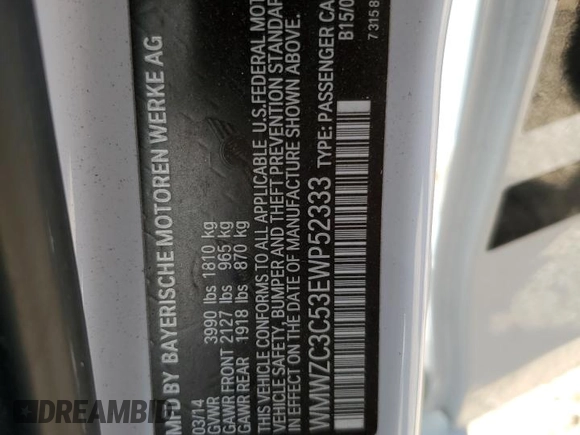 MFD BY BAYERISCHE MOTOREN WERKE AG
03/14
GVWR 3990 lbs 1810 kg
GAWR FRONT 2127 lbs 965 kg
GAWR REAR 1918 lbs 870 kg
THIS VEHICLE CONFORMS TO ALL APPLICABLE U.S. FEDERAL MOT
VEHICLE SAFETY, BUMPER AND THEFT PREVENTION STANDAR
IN EFFECT ON THE DATE OF MANUFACTURE SHOWN ABOVE.
WMWZC3C53EWP52333 TYPE: PASSENGER CA
B15/0
73158
DREAMBID